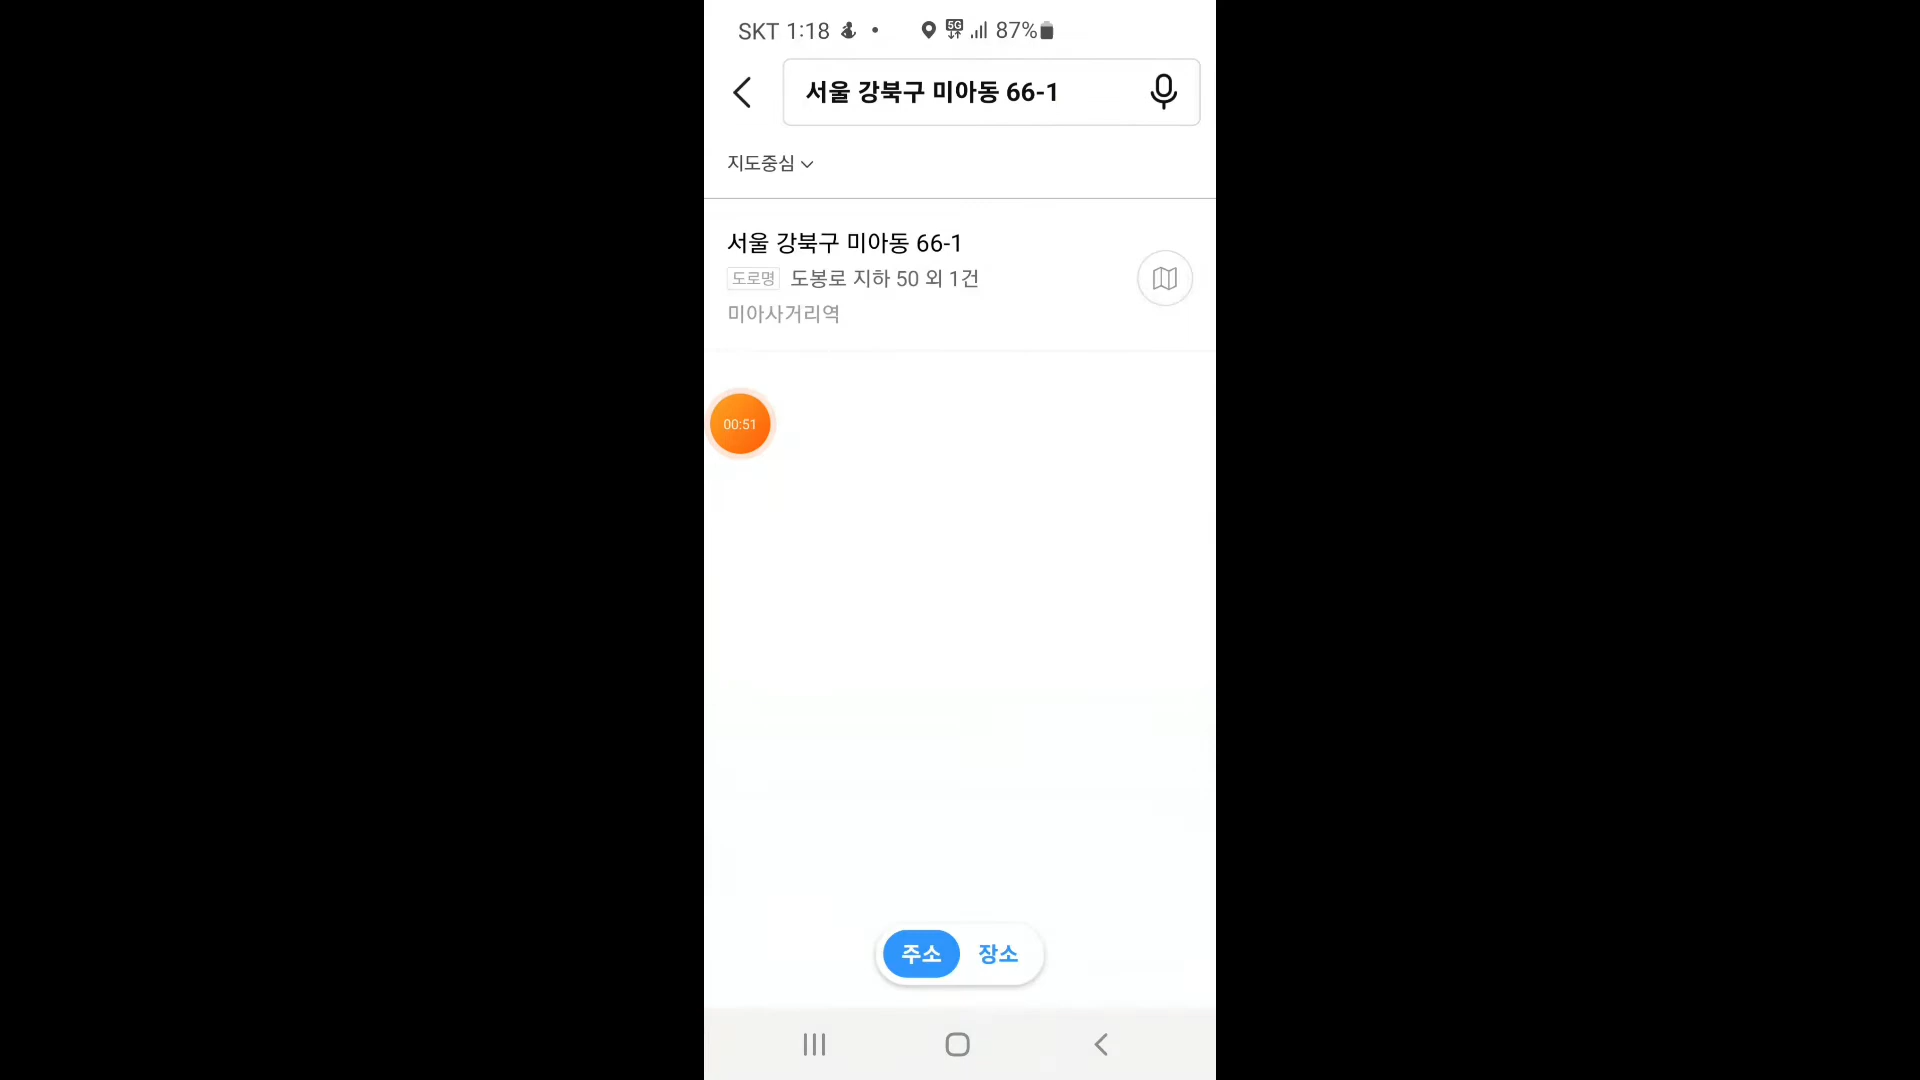 SKT 1:18 5G 87%
서울 강북구 미아동 66-1
지도중심
서울 강북구 미아동 66-1
도로명 도봉로 지하 50 외 1건
미아사거리역
00:51
주소 장소